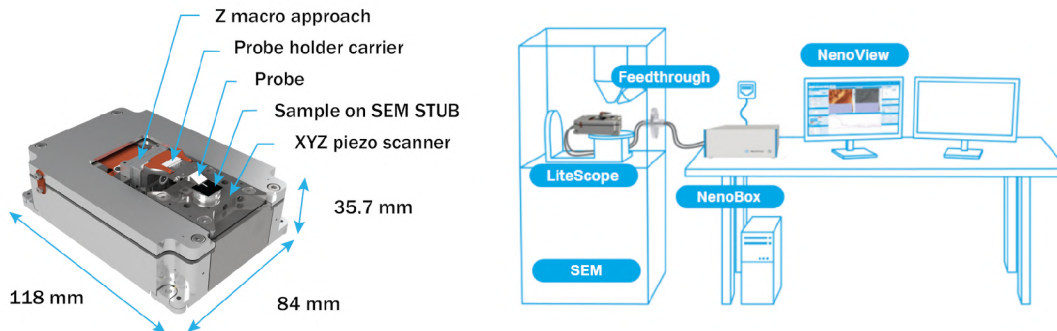 Z macro approach
Probe holder carrier
Probe
Sample on SEM STUB
XYZ piezo scanner
35.7 mm
118 mm
84 mm
NenoView
Feedthrough
LiteScope
NenoBox
SEM